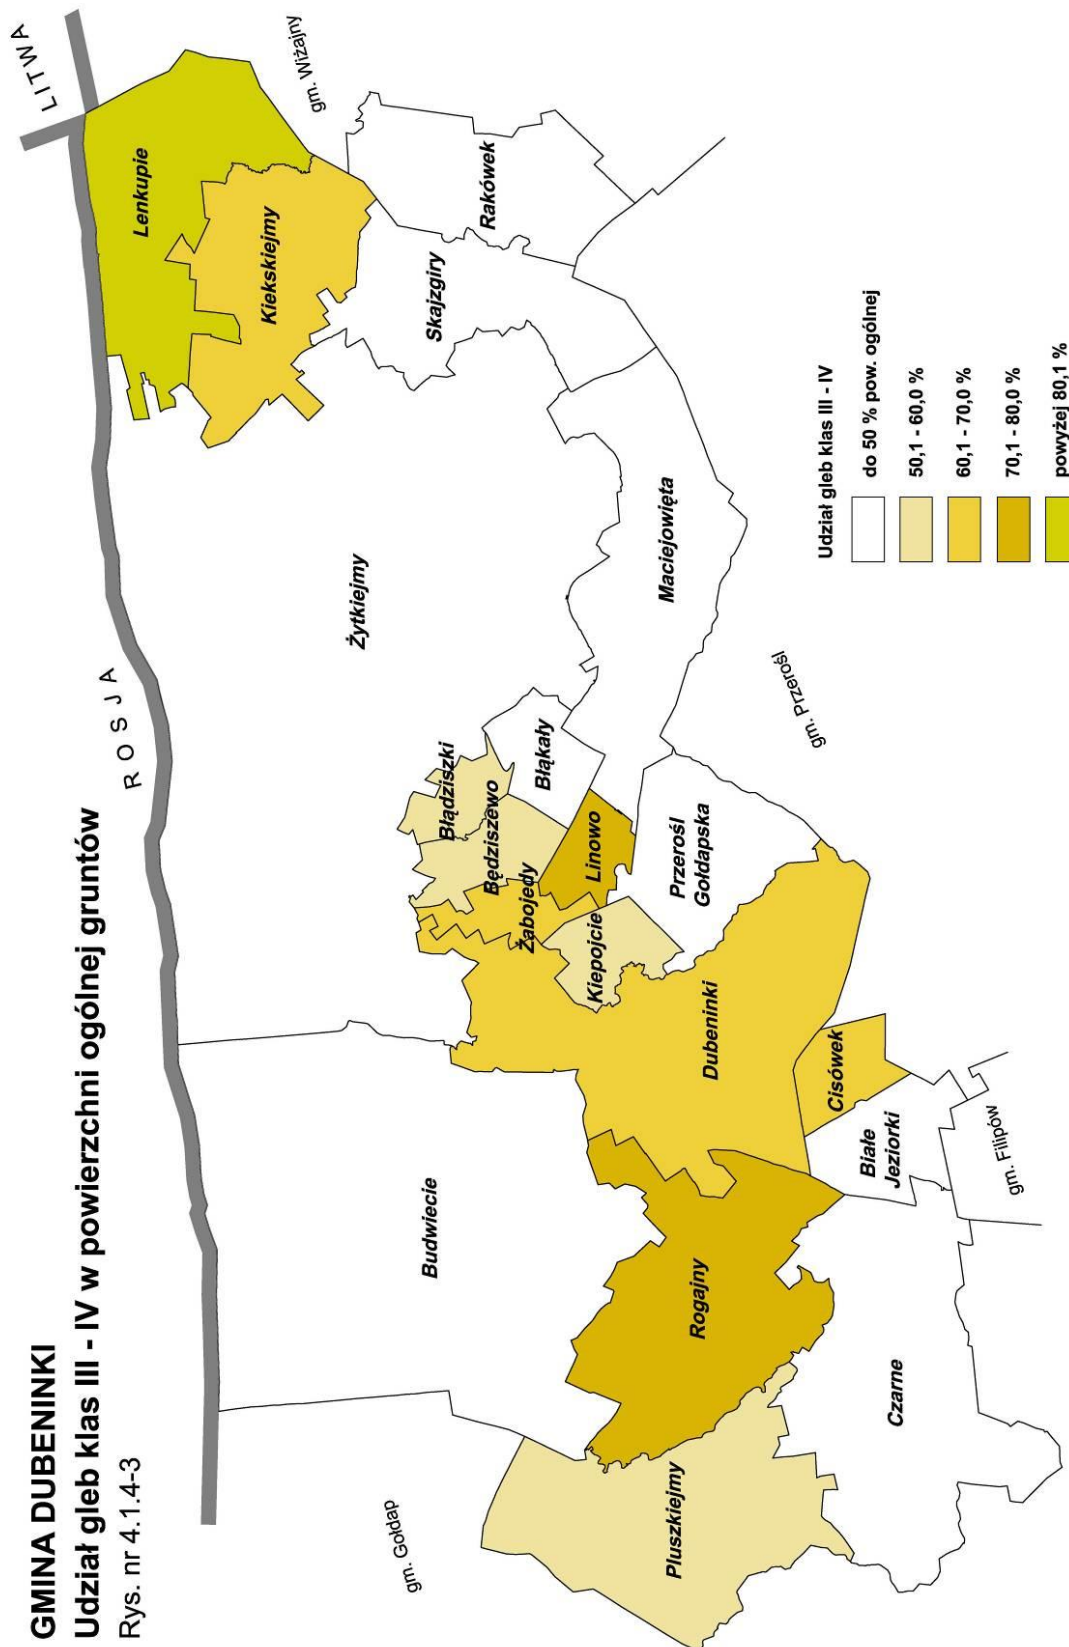 GMINA DUBENINKI
Udział gleb klas III - IV w powierzchni ogólnej gruntów
Rys. nr 4.1.4-3
LITWA
ROSJA
gm. Wiżajny
gm. Gołdap
gm. Przerośl
gm. Filipów
Lenkupie
Kiekskiejmy
Rakówek
Skajzgiry
Żytkiejmy
Maciejowięta
Błąkały
Błądziszki
Będziszewo
Żabojedy
Linowo
Kiepojcie
Przerośl
Gołdapska
Dubeninki
Cisówek
Białe
Jeziorki
Budwiecie
Rogajny
Czarne
Pluszkiejmy
Udział gleb klas III - IV
do 50 % pow. ogólnej
50,1 - 60,0 %
60,1 - 70,0 %
70,1 - 80,0 %
powyżej 80,1 %